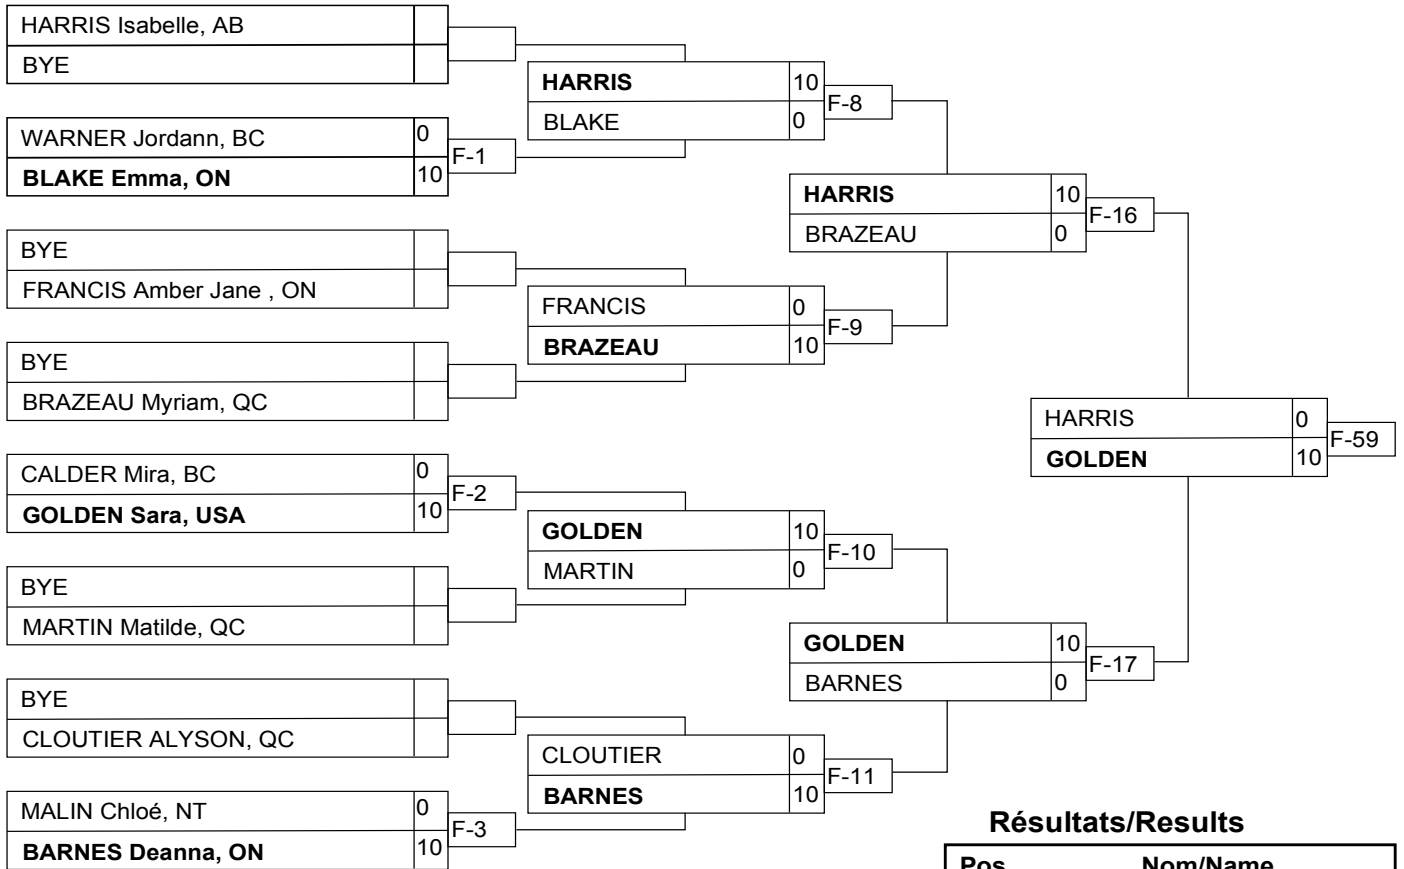 HARRIS Isabelle, AB
BYE
HARRIS 10
F-8
BLAKE 0
WARNER Jordann, BC 0
F-1
BLAKE Emma, ON 10
HARRIS 10
F-16
BRAZEAU 0
BYE
FRANCIS Amber Jane , ON
FRANCIS 0
F-9
BRAZEAU 10
BYE
BRAZEAU Myriam, QC
HARRIS 0
F-59
GOLDEN 10
CALDER Mira, BC 0
F-2
GOLDEN Sara, USA 10
GOLDEN 10
F-10
MARTIN 0
BYE
MARTIN Matilde, QC
GOLDEN 10
F-17
BARNES 0
BYE
CLOUTIER ALYSON, QC
CLOUTIER 0
F-11
BARNES 10
MALIN Chloé, NT 0
F-3
BARNES Deanna, ON 10
Résultats/Results
Pos Nom/Name